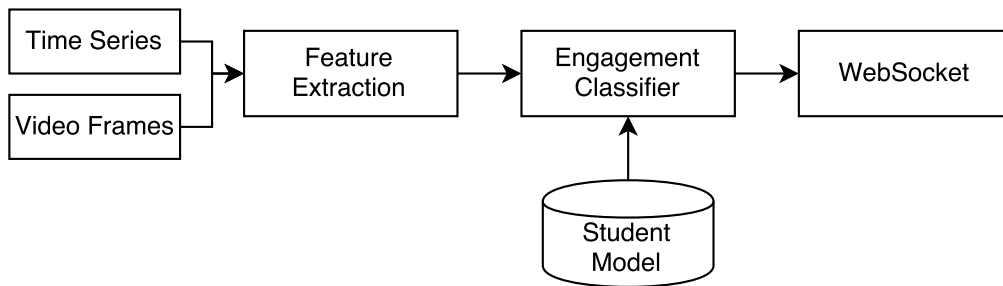 Time Series
Video Frames
Feature
Extraction
Engagement
Classifier
WebSocket
Student
Model